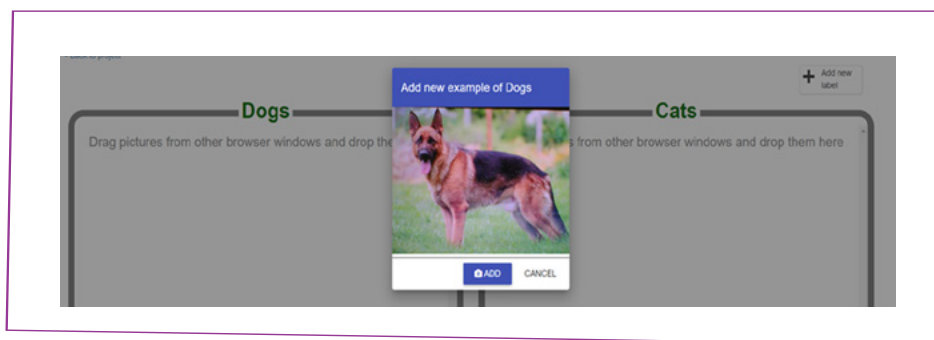 Add new
label
Add new example of Dogs
Dogs
Cats
Drag pictures from other browser windows and drop the
from other browser windows and drop them here
ADD
CANCEL